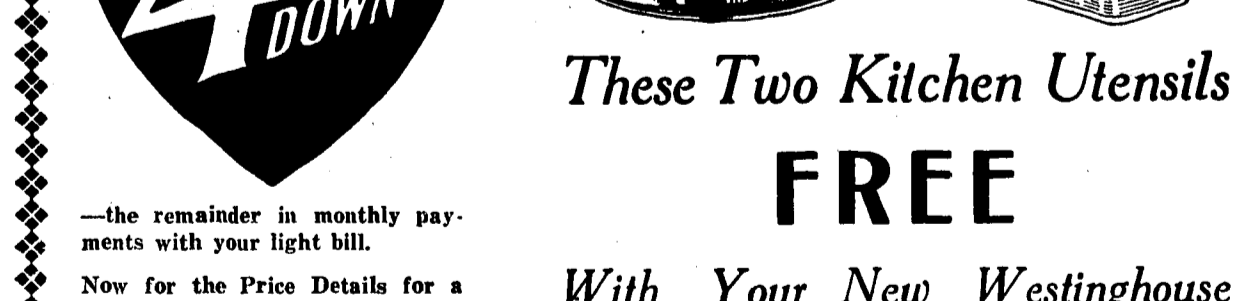 4
DOWN
—the remainder in monthly pay-
ments with your light bill.
Now for the Price Details for a
These Two Kitchen Utensils
FREE
With Your New Westinghouse